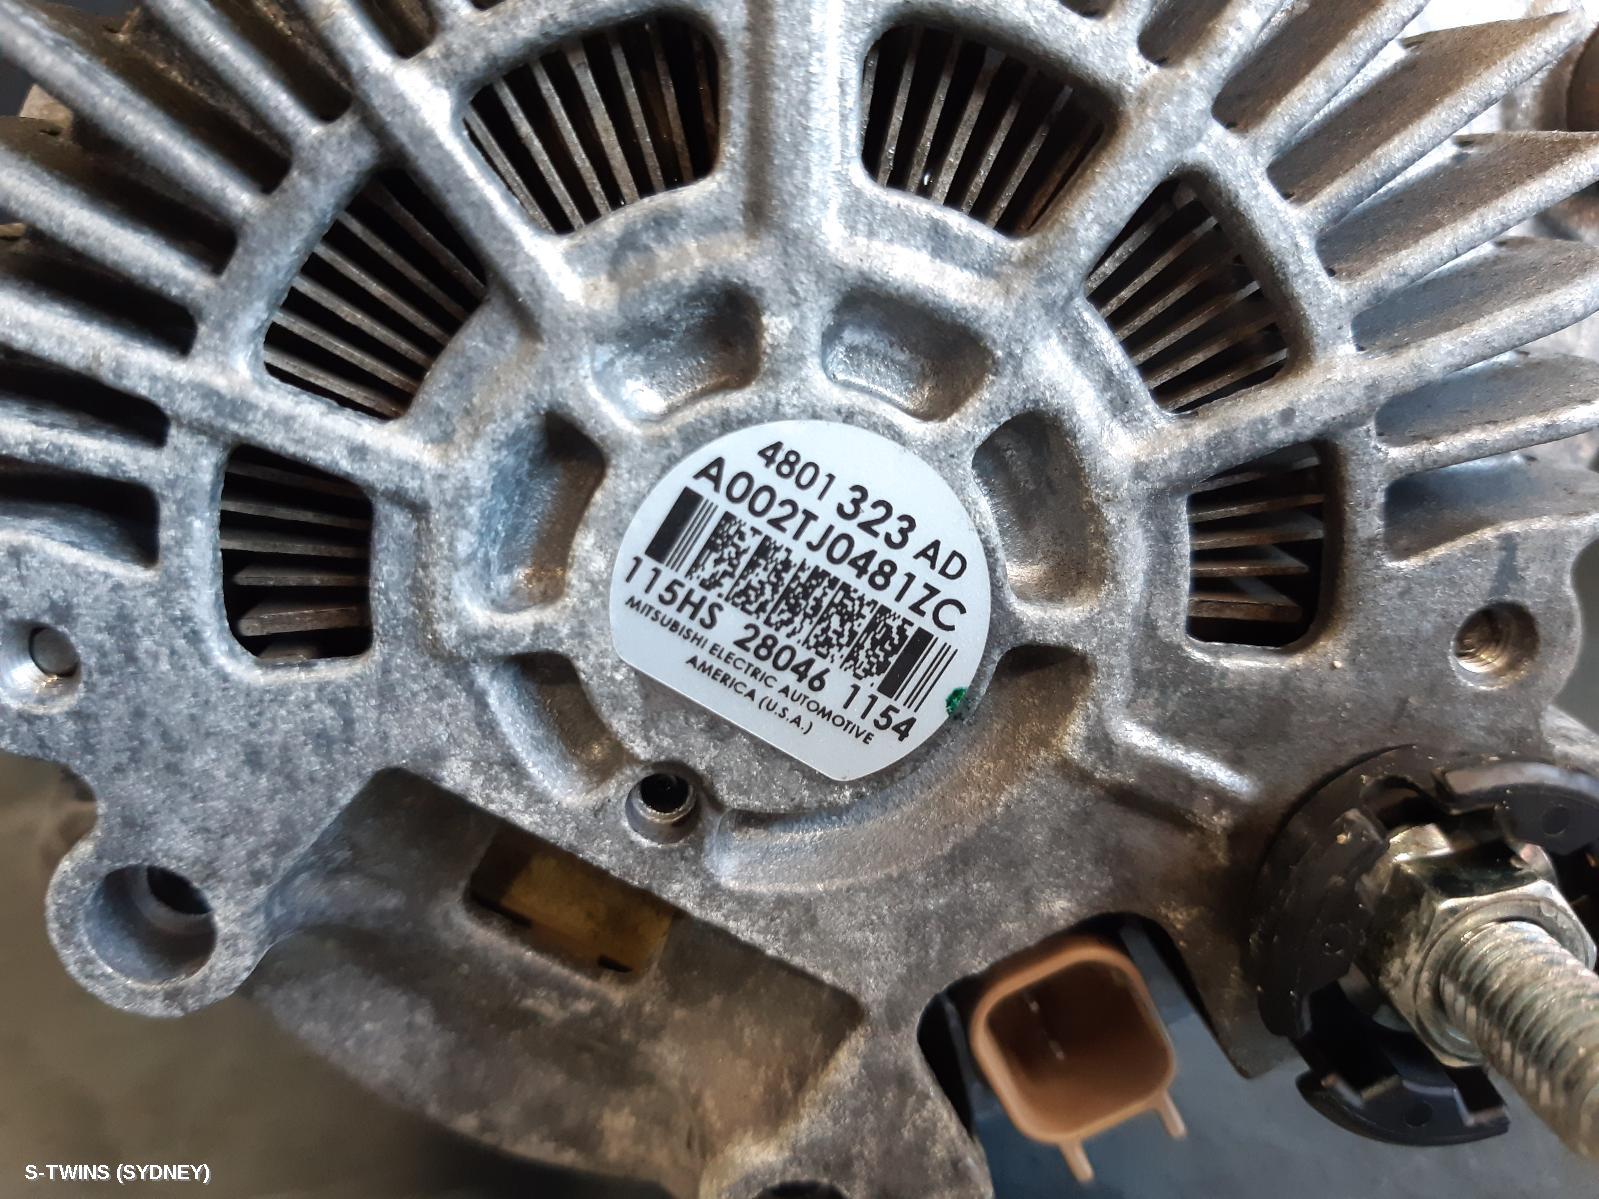 4801 323 AD
A002TJ0481ZC
115HS 28046 1154
MITSUBISHI ELECTRIC AUTOMOTIVE
AMERICA (U.S.A.)
S-TWINS (SYDNEY)